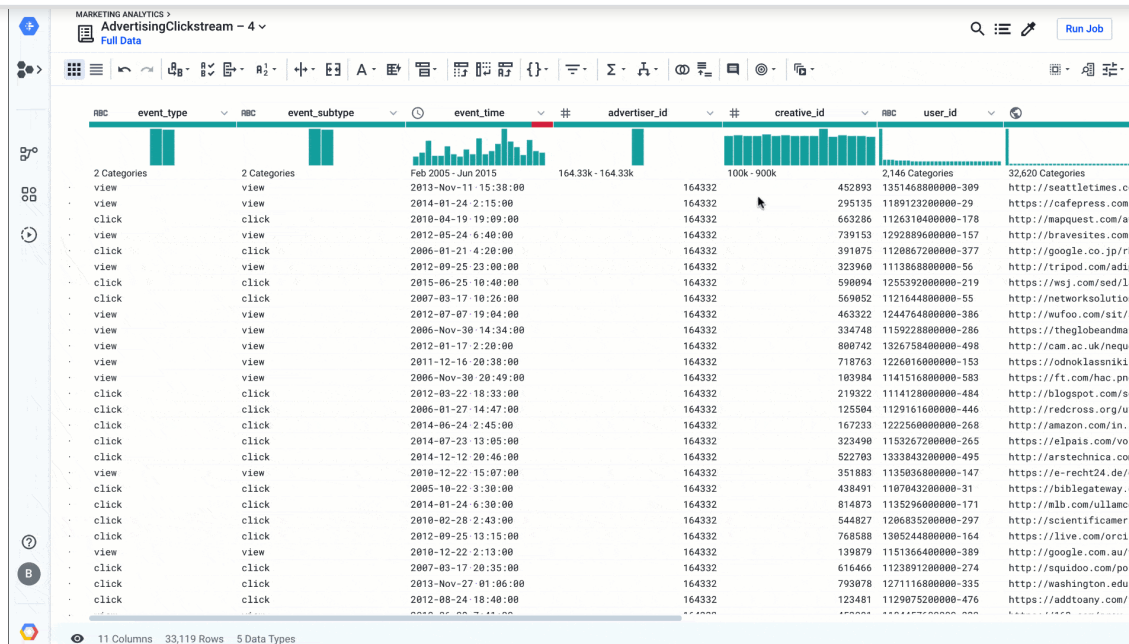 MARKETING ANALYTICS >
AdvertisingClickstream – 4
Full Data
Run Job
ABC event_type ABC event_subtype event_time # advertiser_id # creative_id ABC user_id
2 Categories 2 Categories Feb 2005 - Jun 2015 164.33k - 164.33k 100k - 900k 2,146 Categories 32,620 Categories
view view 2013-Nov-11·15:38:00 164332 452893 1351468800000-309 http://seattletimes.c
view view 2014-01-24·2:15:00 164332 295135 1189123200000-29 https://cafepress.com
click click 2010-04-19·19:09:00 164332 663286 1126310400000-178 http://mapquest.com/a
view view 2012-05-24·6:40:00 164332 739153 1292889600000-157 http://bravesites.com
click click 2006-01-21·4:20:00 164332 391075 1120867200000-377 http://google.co.jp/r
view view 2012-09-25·23:00:00 164332 323960 1113868800000-56 http://tripod.com/adi
click click 2015-06-25·10:40:00 164332 590094 1255392000000-219 https://wsj.com/sed/l
click click 2007-03-17·10:26:00 164332 569052 1121644800000-55 http://networksolutio
view view 2012-07-07·19:04:00 164332 463322 1244764800000-386 http://wufoo.com/sit/
view view 2006-Nov-30·14:34:00 164332 334748 1159228800000-286 https://theglobeandma
view view 2012-01-17·2:20:00 164332 800742 1326758400000-498 http://cam.ac.uk/nequ
view view 2011-12-16·20:38:00 164332 718763 1226016000000-153 https://odnoklassniki
view view 2006-Nov-30·20:49:00 164332 103984 1141516800000-583 https://ft.com/hac.pn
click click 2012-03-22·18:33:00 164332 219322 1114128000000-484 http://blogspot.com/s
click click 2006-01-27·14:47:00 164332 125504 1129161600000-446 http://redcross.org/u
click click 2014-06-24·2:45:00 164332 167233 1222560000000-268 http://amazon.com/in.
click click 2014-07-23·13:05:00 164332 323490 1153267200000-265 https://elpais.com/vo
click click 2014-12-12·20:46:00 164332 522703 1333843200000-495 http://arstechnica.co
view view 2010-12-22·15:07:00 164332 351883 1135036800000-147 https://e-recht24.de/
click click 2005-10-22·3:30:00 164332 438491 1107043200000-31 https://biblegateway.
click click 2014-01-24·6:30:00 164332 814873 1135296000000-171 http://mlb.com/ullamc
click click 2010-02-28·2:43:00 164332 544827 1206835200000-297 http://scientificamer
click click 2012-09-25·13:15:00 164332 768588 1305244800000-164 https://live.com/orci
view view 2010-12-22·2:13:00 164332 139879 1151366400000-389 http://google.com.au/
click click 2007-03-17·20:35:00 164332 616466 1123891200000-274 http://squidoo.com/po
click click 2013-Nov-27·01:06:00 164332 793078 1271116800000-335 http://washington.edu
click click 2012-08-24·18:40:00 164332 123481 1129075200000-476 http://addtoany.com/
B
11 Columns 33,119 Rows 5 Data Types